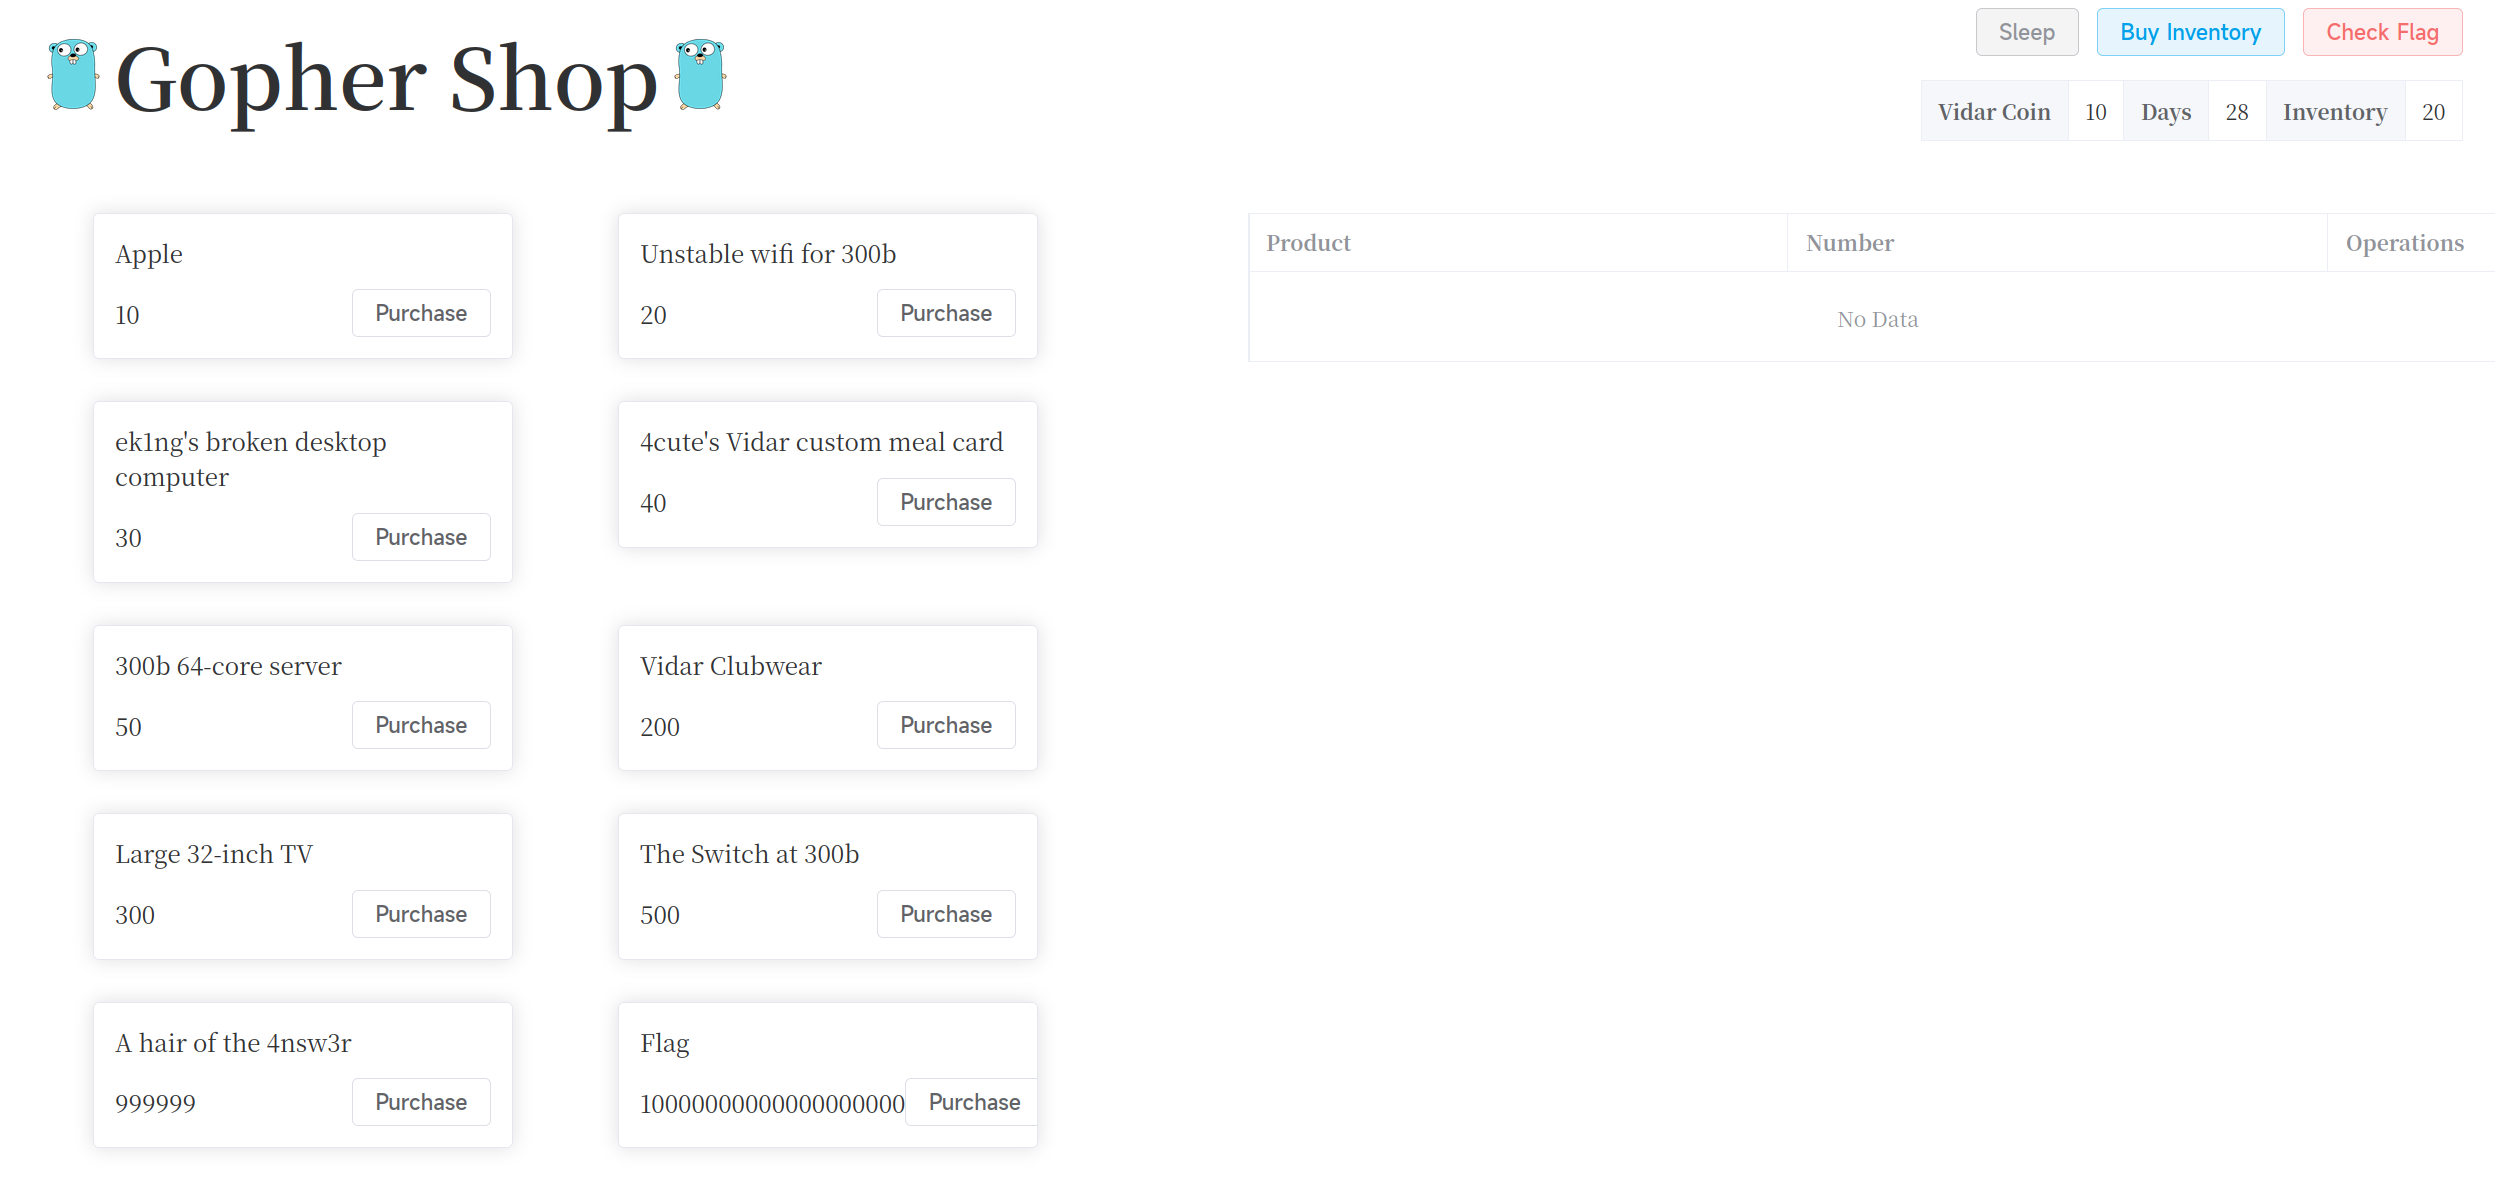 Gopher Shop
Sleep
Buy Inventory
Check Flag
Vidar Coin 10 Days 28 Inventory 20
Apple
10 Purchase
Unstable wifi for 300b
20 Purchase
ek1ng's broken desktop
computer
30 Purchase
4cute's Vidar custom meal card
40 Purchase
300b 64-core server
50 Purchase
Vidar Clubwear
200 Purchase
Large 32-inch TV
300 Purchase
The Switch at 300b
500 Purchase
A hair of the 4nsw3r
999999 Purchase
Flag
10000000000000000000 Purchase
Product Number Operations
No Data